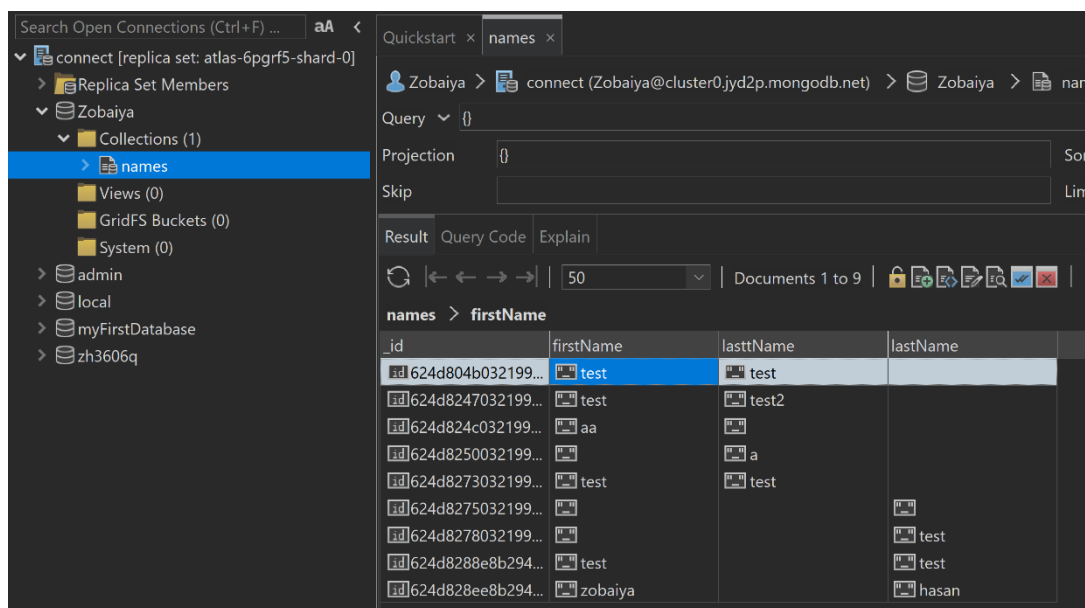 Search Open Connections (Ctrl+F) ... aA
connect [replica set: atlas-6pgrf5-shard-0]
Replica Set Members
Zobaiya
Collections (1)
names
Views (0)
GridFS Buckets (0)
System (0)
admin
local
myFirstDatabase
zh3606q
Quickstart × names ×
Zobaiya > connect (Zobaiya@cluster0.jyd2p.mongodb.net) > Zobaiya > nar
Query {}
Projection {} Sor
Skip Lim
Result Query Code Explain
50 Documents 1 to 9
names > firstName
_id firstName lasttName lastName
624d804b032199... test test
624d8247032199... test test2
624d824c032199... aa
624d8250032199... a
624d8273032199... test test
624d8275032199...
624d8278032199... test
624d8288e8b294... test test
624d828ee8b294... zobaiya hasan